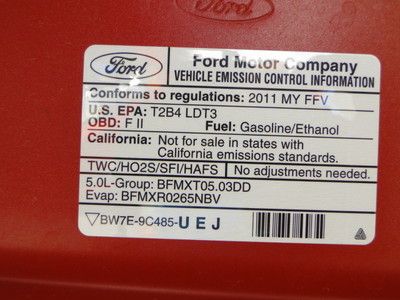 Ford
Ford
Ford Motor Company
VEHICLE EMISSION CONTROL INFORMATION
Conforms to regulations: 2011 MY FFV
U.S. EPA: T2B4 LDT3
OBD: F II Fuel: Gasoline/Ethanol
California: Not for sale in states with
California emissions standards.
TWC/HO2S/SFI/HAFS No adjustments needed.
5.0L-Group: BFMXT05.03DD
Evap: BFMXR0265NBV
BW7E-9C485-UEJ